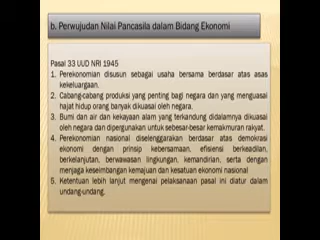 b. Perwujudan Nilai Pancasila dalam Bidang Ekonomi
Pasal 33 UUD NRI 1945
1. Perekonomian disusun sebagai usaha bersama berdasar atas asas
kekeluargaan.
2. Cabang-cabang produksi yang penting bagi negara dan yang menguasai
hajat hidup orang banyak dikuasai oleh negara.
3. Bumi dan air dan kekayaan alam yang terkandung didalamnya dikuasai
oleh negara dan dipergunakan untuk sebesar-besar kemakmuran rakyat.
4. Perekonomian nasional diselenggarakan berdasar atas demokrasi
ekonomi dengan prinsip kebersamaan, efisiensi berkeadilan,
berkelanjutan, berwawasan lingkungan, kemandirian, serta dengan
menjaga keseimbangan kemajuan dan kesatuan ekonomi nasional
5. Ketentuan lebih lanjut mengenai pelaksanaan pasal ini diatur dalam
undang-undang.